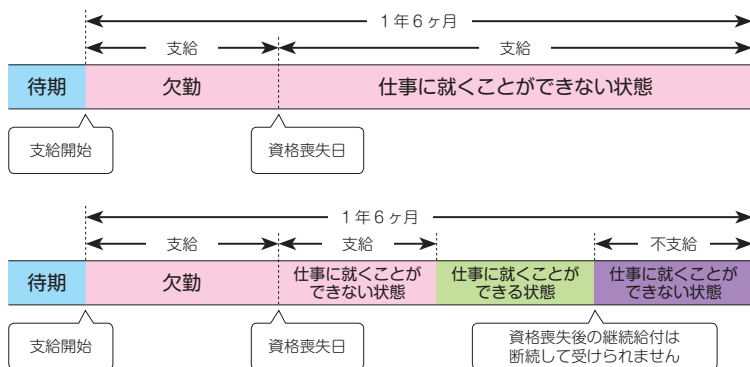 1年6ヶ月
支給
支給
待期
欠勤
仕事に就くことができない状態
支給開始
資格喪失日
1年6ヶ月
支給
支給
不支給
待期
欠勤
仕事に就くことが
できない状態
仕事に就くことが
できる状態
仕事に就くことが
できない状態
支給開始
資格喪失日
資格喪失後の継続給付は
断続して受けられません